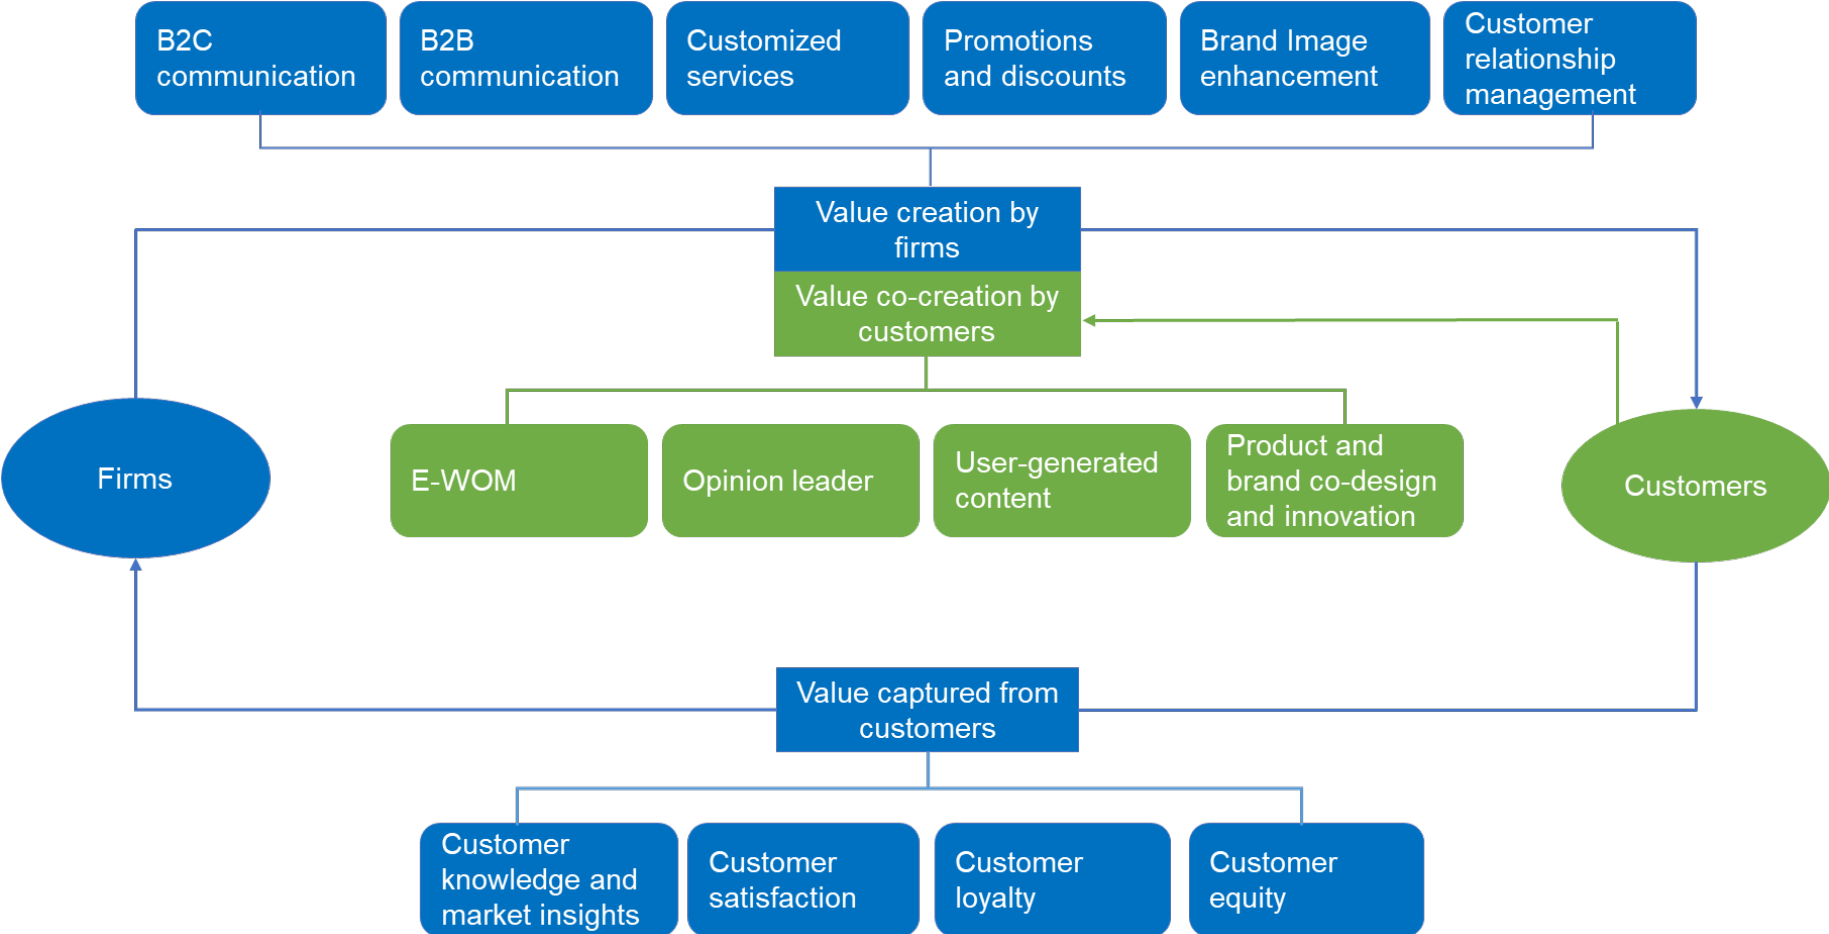 B2C
communication
B2B
communication
Customized
services
Promotions
and discounts
Brand Image
enhancement
Customer
relationship
management
Value creation by
firms
Value co-creation by
customers
Firms
E-WOM
Opinion leader
User-generated
content
Product and
brand co-design
and innovation
Customers
Value captured from
customers
Customer
knowledge and
market insights
Customer
satisfaction
Customer
loyalty
Customer
equity